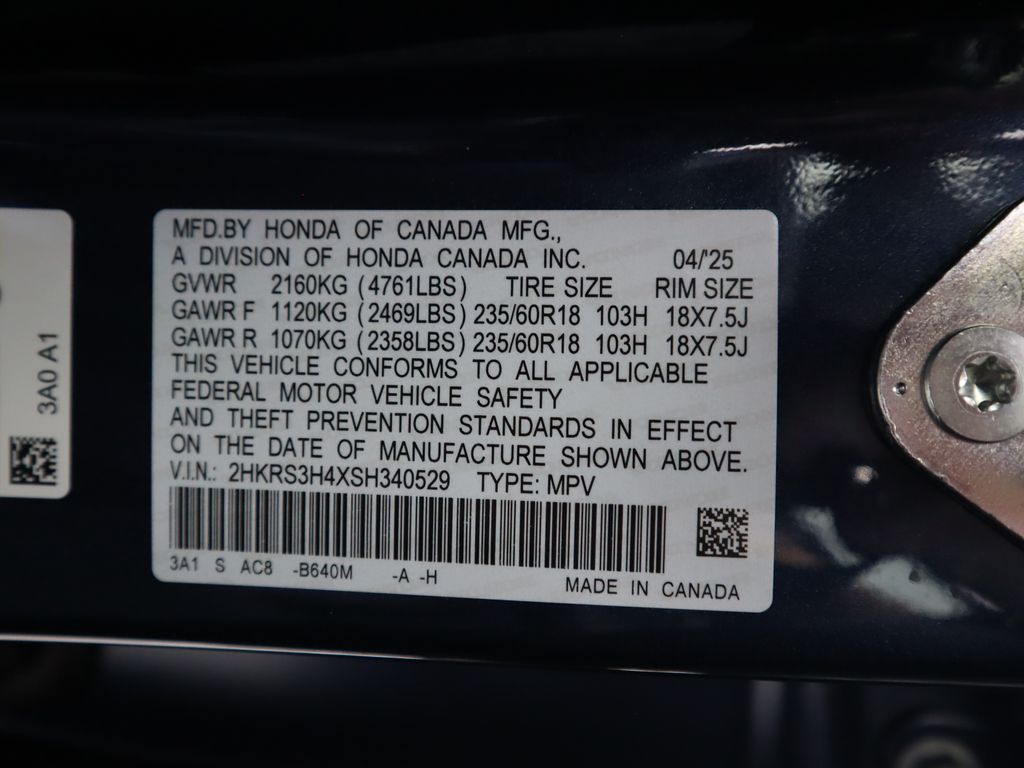 MFD.BY HONDA OF CANADA MFG.,
A DIVISION OF HONDA CANADA INC. 04/'25
GVWR 2160KG (4761LBS) TIRE SIZE RIM SIZE
GAWR F 1120KG (2469LBS) 235/60R18 103H 18X7.5J
GAWR R 1070KG (2358LBS) 235/60R18 103H 18X7.5J
THIS VEHICLE CONFORMS TO ALL APPLICABLE
FEDERAL MOTOR VEHICLE SAFETY
AND THEFT PREVENTION STANDARDS IN EFFECT
ON THE DATE OF MANUFACTURE SHOWN ABOVE.
V.I.N.: 2HKRS3H4XSH340529 TYPE: MPV
3A1 S AC8 -B640M -A -H
MADE IN CANADA
3A0 A1